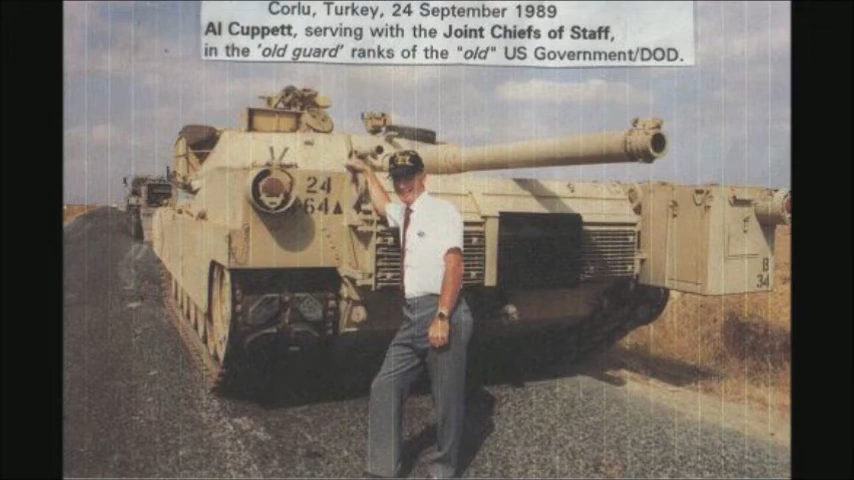 Corlu, Turkey, 24 September 1989
Al Cuppett, serving with the Joint Chiefs of Staff,
in the 'old guard' ranks of the "old" US Government/DOD.
24
64▲
B
34